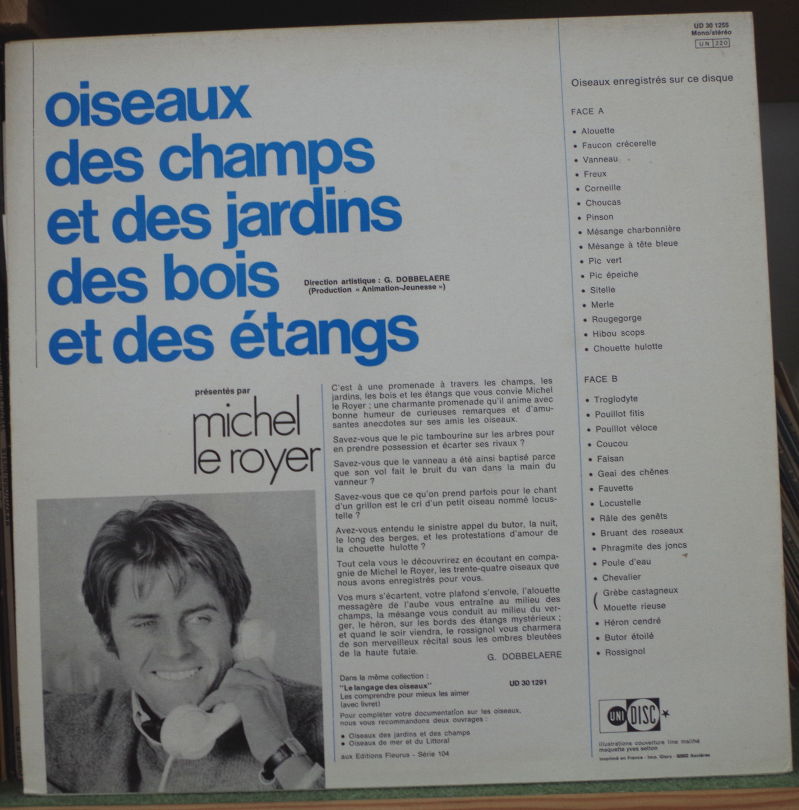 UD 30 1255
Mono/stéréo
UN 220
oiseaux
des champs
et des jardins
des bois
et des étangs
Direction artistique : G. DOBBELAERE
(Production « Animation-Jeunesse »)
présentés par
michel
le royer
C'est à une promenade à travers les champs, les
jardins, les bois et les étangs que vous convie Michel
le Royer ; une charmante promenade qu'il anime avec
bonne humeur de curieuses remarques et d'amu-
santes anecdotes sur ses amis les oiseaux.
Savez-vous que le pic tambourine sur les arbres pour
en prendre possession et écarter ses rivaux ?
Savez-vous que le vanneau a été ainsi baptisé parce
que son vol fait le bruit du van dans la main du
vanneur ?
Savez-vous que ce qu'on prend parfois pour le chant
d'un grillon est le cri d'un petit oiseau nommé locus-
telle ?
Avez-vous entendu le sinistre appel du butor, la nuit,
le long des berges, et les protestations d'amour de
la chouette hulotte ?
Tout cela vous le découvrirez en écoutant en compa-
gnie de Michel le Royer, les trente-quatre oiseaux que
nous avons enregistrés pour vous.
Vos murs s'écartent, votre plafond s'envole, l'alouette
messagère de l'aube vous entraîne au milieu des
champs, la mésange vous conduit au milieu du ver-
ger, le héron, sur les bords des étangs mystérieux ;
et quand le soir viendra, le rossignol vous charmera
de son merveilleux récital sous les ombres bleutées
de la haute futaie.
G. DOBBELAERE
Dans la même collection :
"Le langage des oiseaux" UD 30 1291
Les comprendre pour mieux les aimer
(avec livret)
Pour compléter votre documentation sur les oiseaux,
nous vous recommandons deux ouvrages :
• Oiseaux des jardins et des champs
• Oiseaux de mer et du Littoral
aux Editions Fleurus - Série 104
Oiseaux enregistrés sur ce disque
FACE A
• Alouette
• Faucon crécerelle
• Vanneau
• Freux
• Corneille
• Choucas
• Pinson
• Mésange charbonnière
• Mésange à tête bleue
• Pic vert
• Pic épeiche
• Sitelle
• Merle
• Rougegorge
• Hibou scops
• Chouette hulotte
FACE B
• Troglodyte
• Pouillot fitis
• Pouillot véloce
• Coucou
• Faisan
• Geai des chênes
• Fauvette
• Locustelle
• Râle des genêts
• Bruant des roseaux
• Phragmite des joncs
• Poule d'eau
• Chevalier
( Grèbe castagneux
Mouette rieuse
• Héron cendré
• Butor étoilé
• Rossignol
UNI DISC
illustrations couverture line mailhé
maquette yves
imprimé en France - Imp. Asnières